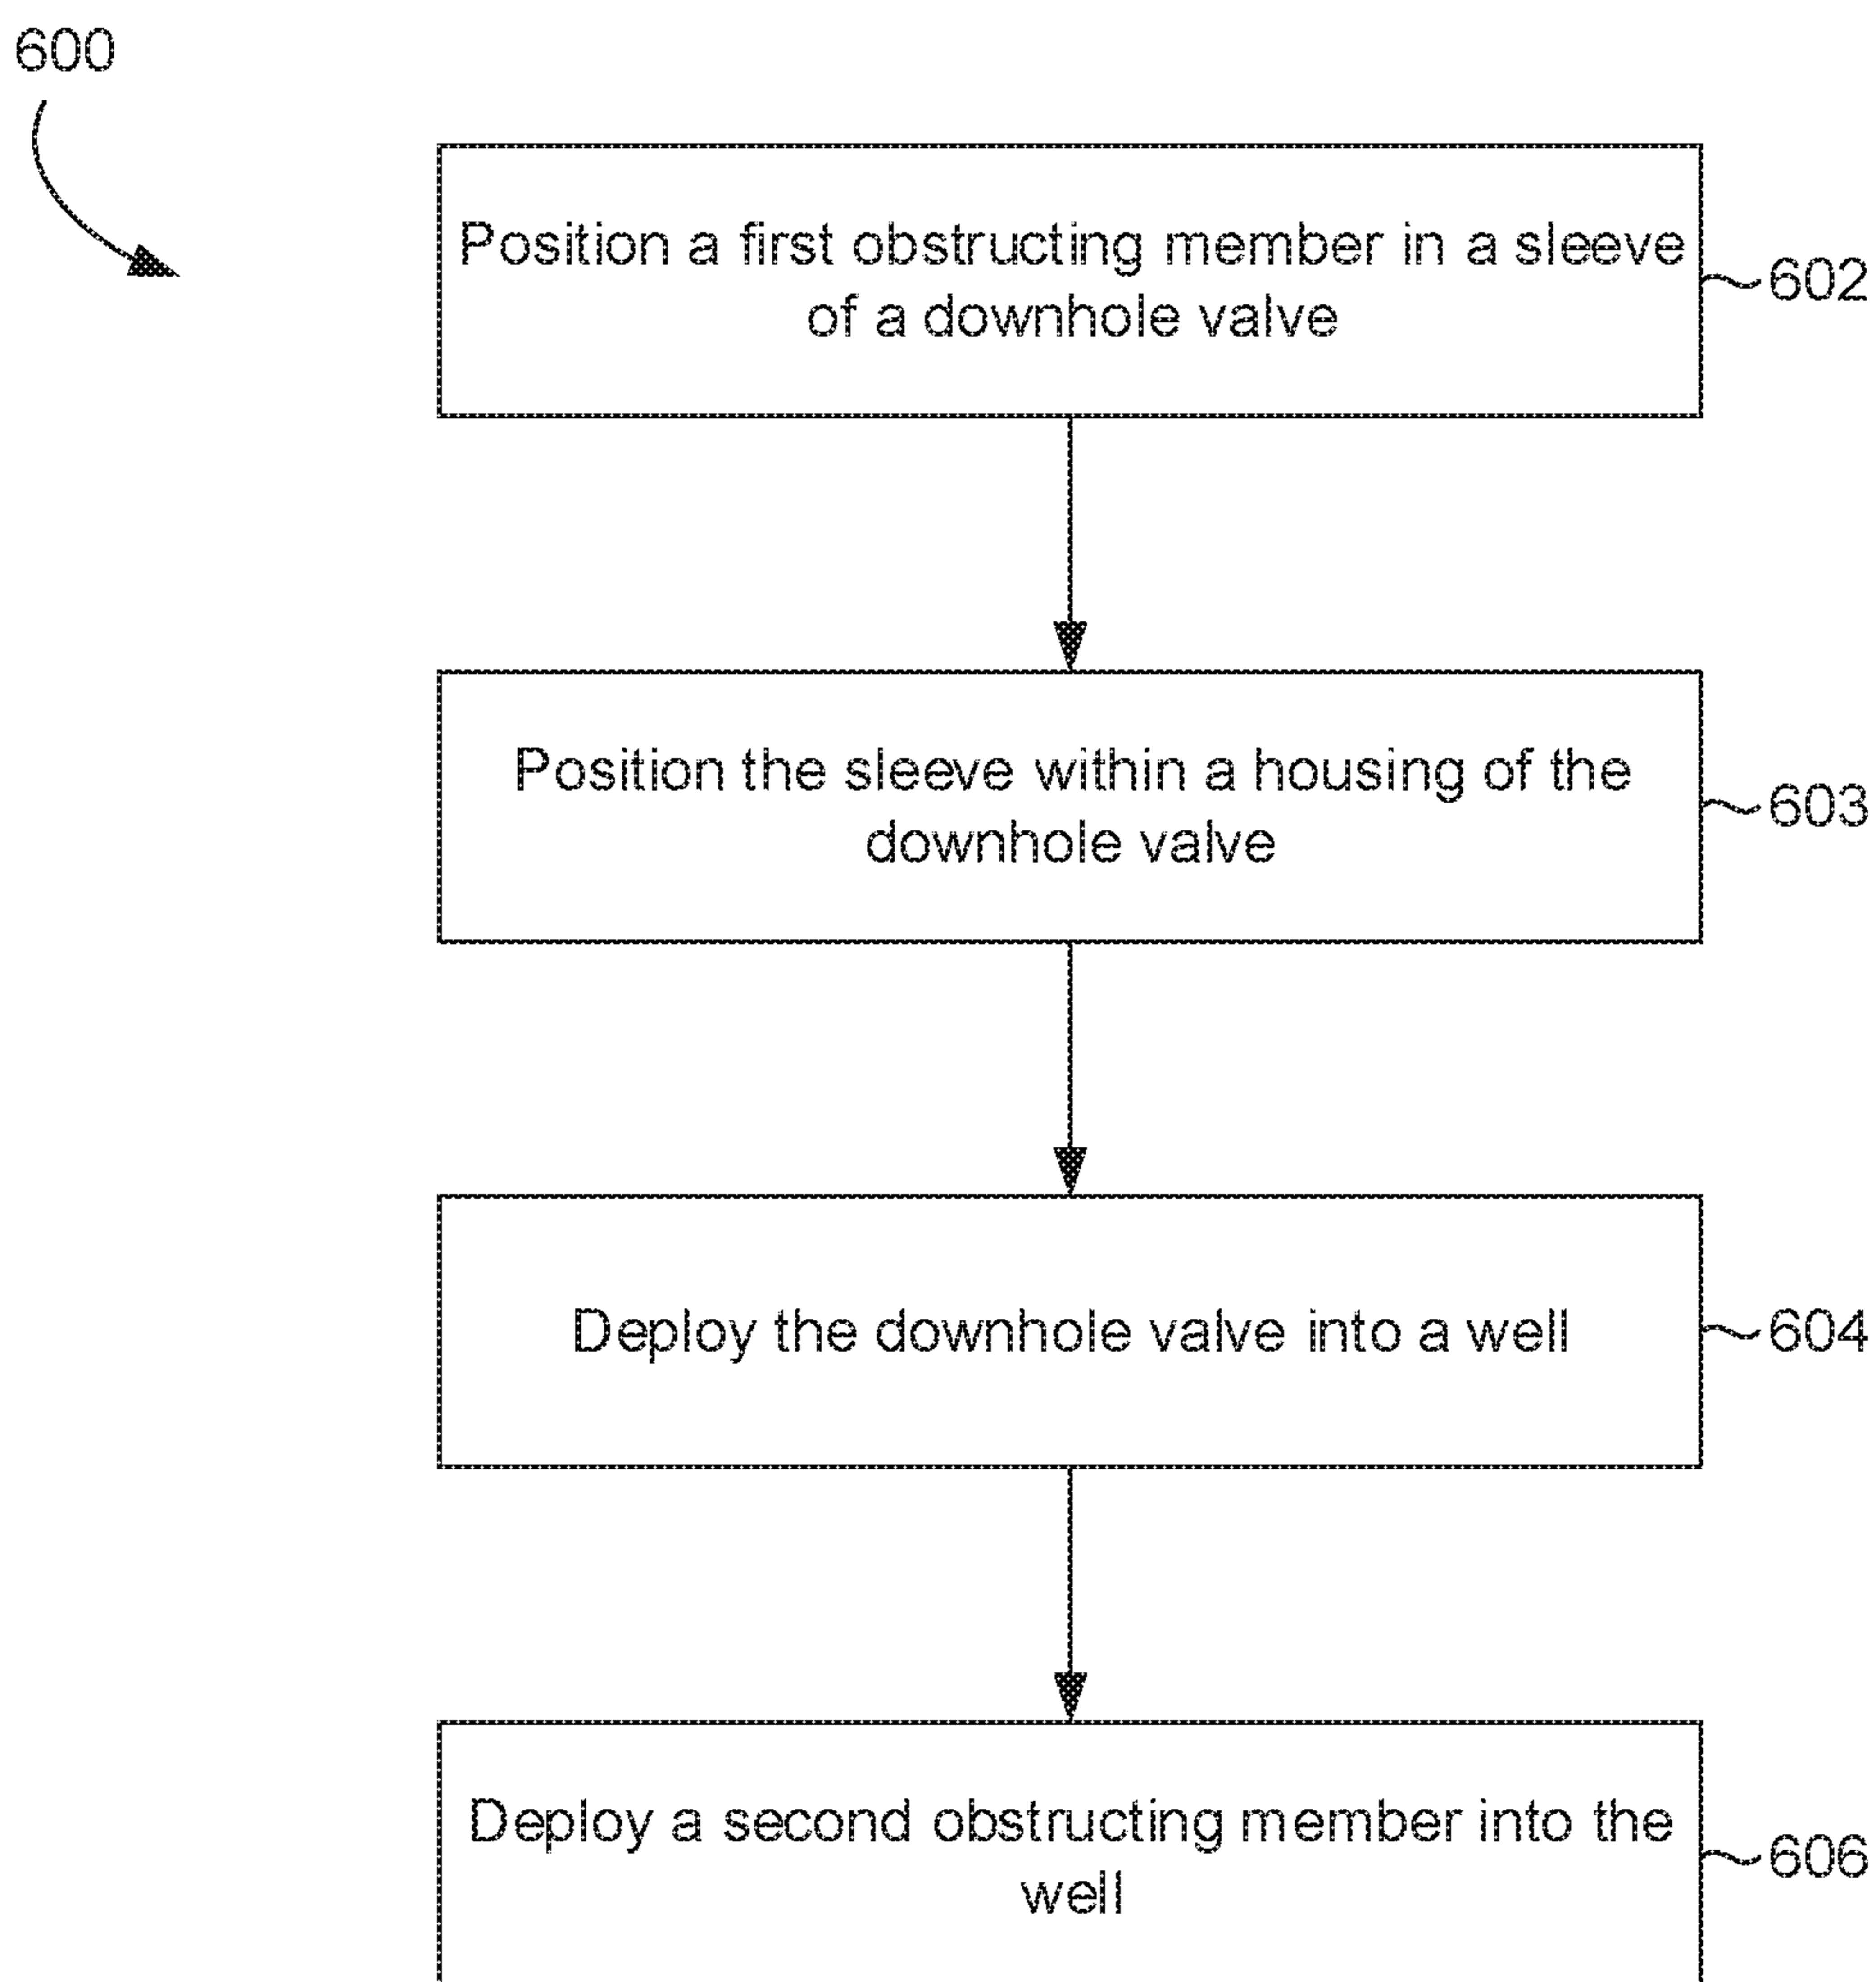 600
Position a first obstructing member in a sleeve
of a downhole valve
602
Position the sleeve within a housing of the
downhole valve
603
Deploy the downhole valve into a well
604
Deploy a second obstructing member into the
well
606